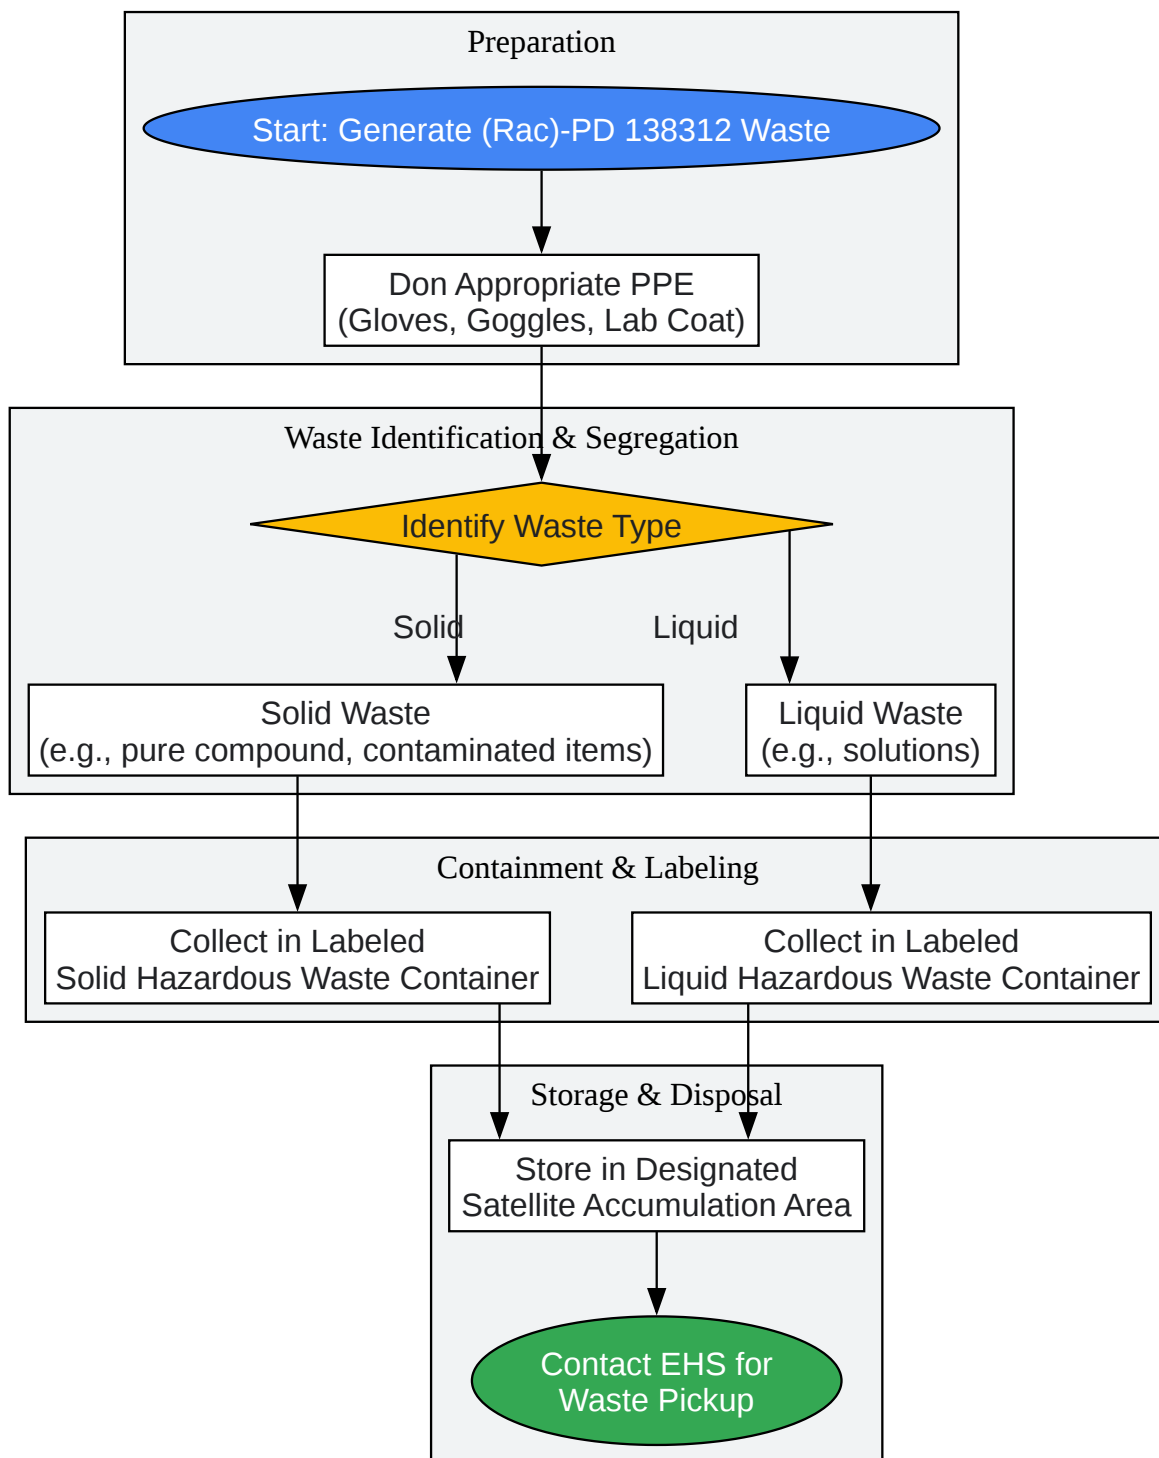 Preparation
Start: Generate (Rac)-PD 138312 Waste
Don Appropriate PPE
(Gloves, Goggles, Lab Coat)
Waste Identification & Segregation
Identify Waste Type
Solid
Liquid
Solid Waste
(e.g., pure compound, contaminated items)
Liquid Waste
(e.g., solutions)
Containment & Labeling
Collect in Labeled
Solid Hazardous Waste Container
Collect in Labeled
Liquid Hazardous Waste Container
Storage & Disposal
Store in Designated
Satellite Accumulation Area
Contact EHS for
Waste Pickup